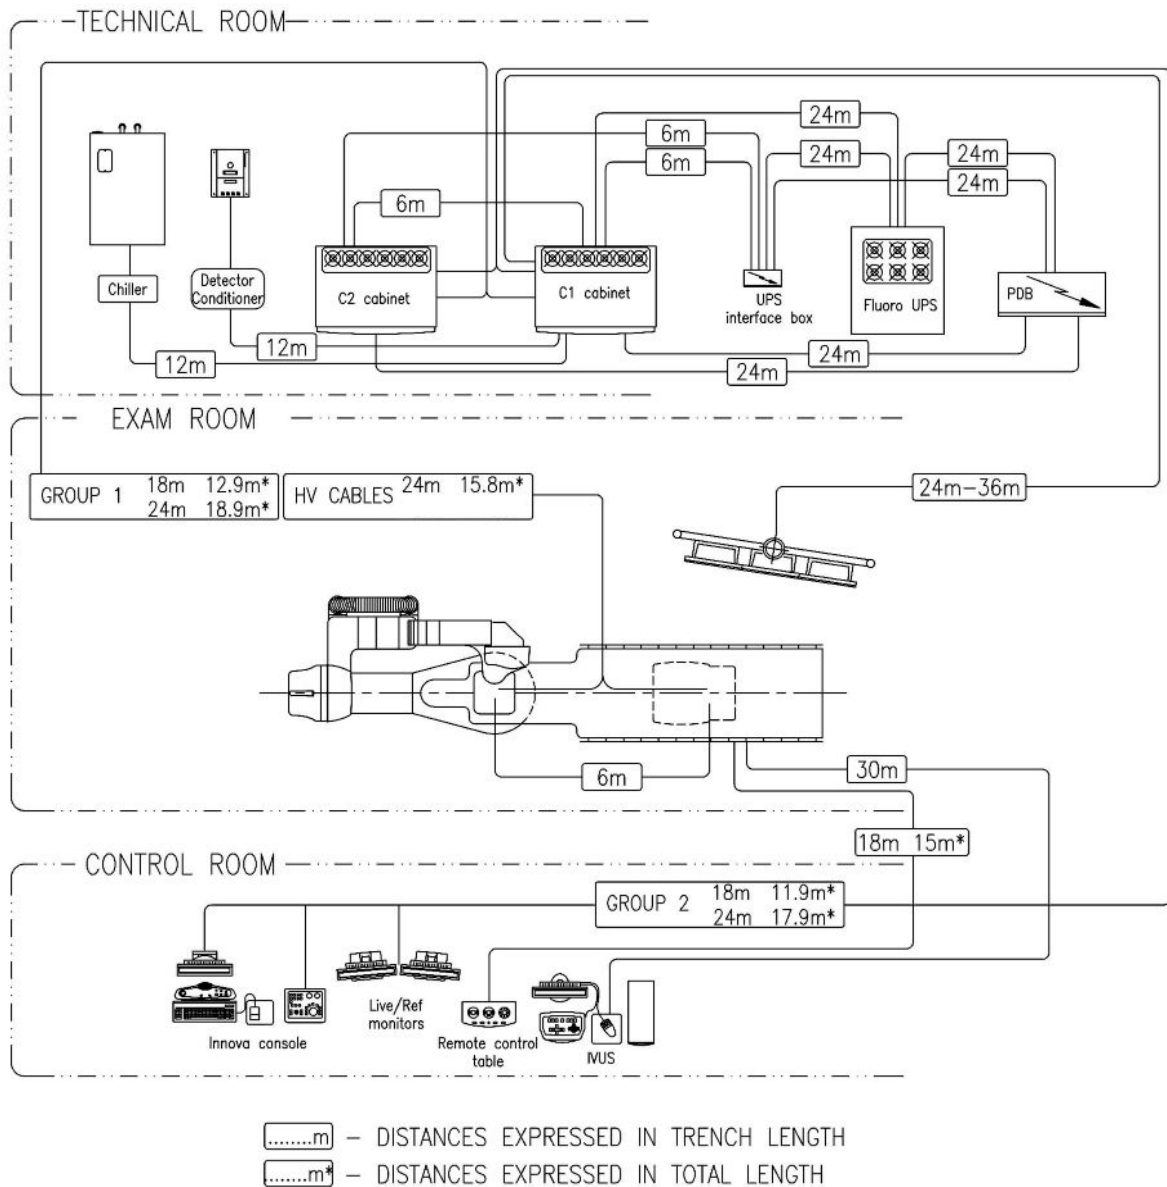 TECHNICAL ROOM
24m
6m
24m
24m
6m
24m
6m
Chiller
Detector
Conditioner
C2 cabinet
C1 cabinet
UPS
interface box
Fluoro UPS
PDB
12m
12m
24m
24m
EXAM ROOM
GROUP 1 18m 12.9m*
24m 18.9m*
HV CABLES 24m 15.8m*
24m-36m
6m
30m
18m 15m*
CONTROL ROOM
GROUP 2 18m 11.9m*
24m 17.9m*
Innova console
Live/Ref
monitors
Remote control
table
IVUS
........m - DISTANCES EXPRESSED IN TRENCH LENGTH
........m* - DISTANCES EXPRESSED IN TOTAL LENGTH